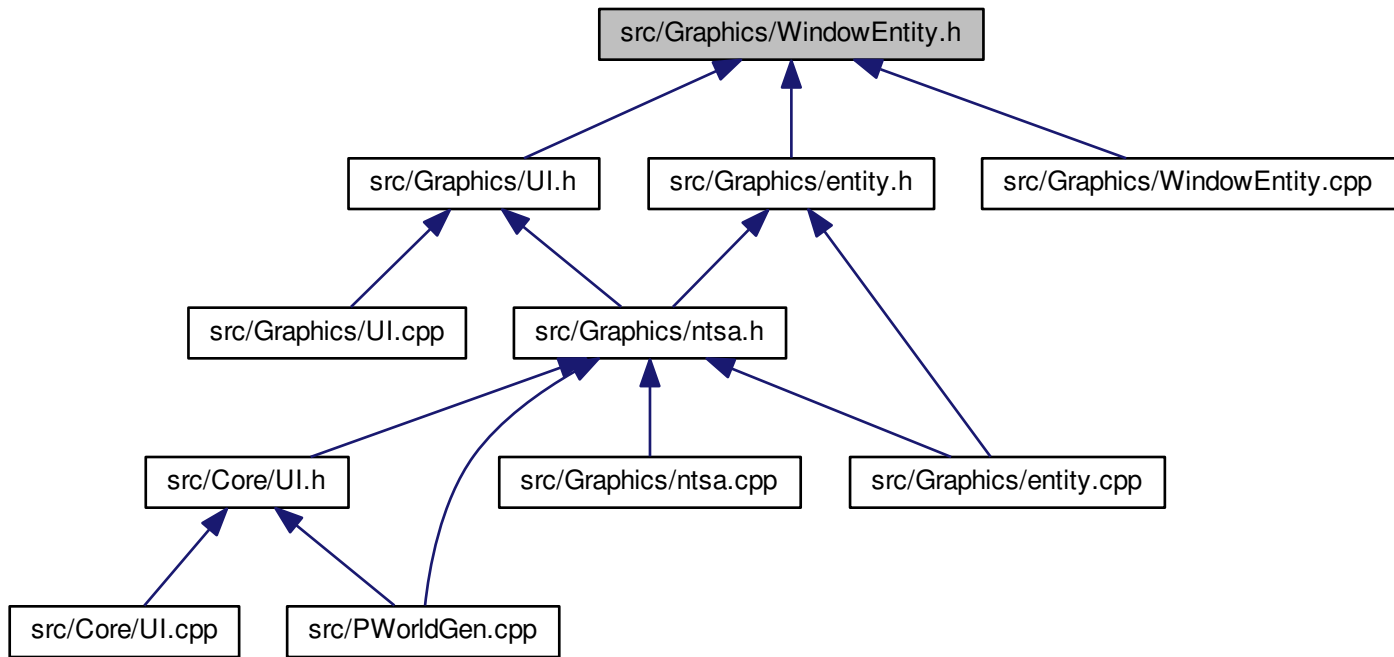 src/Graphics/WindowEntity.h
src/Graphics/UI.h
src/Graphics/entity.h
src/Graphics/WindowEntity.cpp
src/Graphics/UI.cpp
src/Graphics/ntsa.h
src/Core/UI.h
src/Graphics/ntsa.cpp
src/Graphics/entity.cpp
src/Core/UI.cpp
src/PWorldGen.cpp